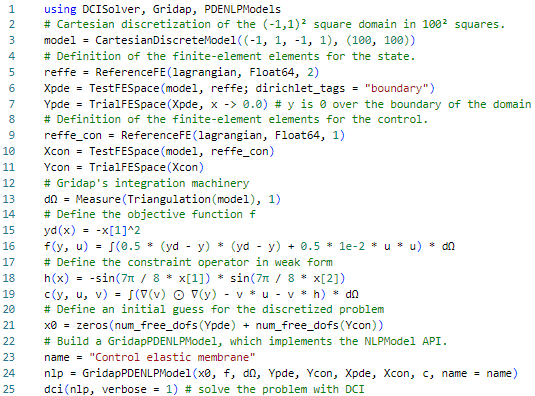 1 using DCISolver, Gridap, PDENLPModels
2 # Cartesian discretization of the (-1,1)² square domain in 100² squares.
3 model = CartesianDiscreteModel((-1, 1, -1, 1), (100, 100))
4 # Definition of the finite-element elements for the state.
5 reffe = ReferenceFE(lagrangian, Float64, 2)
6 Xpde = TestFESpace(model, reffe; dirichlet_tags = "boundary")
7 Ypde = TrialFESpace(Xpde, x -> 0.0) # y is 0 over the boundary of the domain
8 # Definition of the finite-element elements for the control.
9 reffe_con = ReferenceFE(lagrangian, Float64, 1)
10 Xcon = TestFESpace(model, reffe_con)
11 Ycon = TrialFESpace(Xcon)
12 # Gridap's integration machinery
13 dΩ = Measure(Triangulation(model), 1)
14 # Define the objective function f
15 yd(x) = -x[1]^2
16 f(y, u) = ∫(0.5 * (yd - y) * (yd - y) + 0.5 * 1e-2 * u * u) * dΩ
17 # Define the constraint operator in weak form
18 h(x) = -sin(7π / 8 * x[1]) * sin(7π / 8 * x[2])
19 c(y, u, v) = ∫(∇(v) ⊙ ∇(y) - v * u - v * h) * dΩ
20 # Define an initial guess for the discretized problem
21 x0 = zeros(num_free_dofs(Ypde) + num_free_dofs(Ycon))
22 # Build a GridapPDENLPModel, which implements the NLPModel API.
23 name = "Control elastic membrane"
24 nlp = GridapPDENLPModel(x0, f, dΩ, Ypde, Ycon, Xpde, Xcon, c, name = name)
25 dci(nlp, verbose = 1) # solve the problem with DCI